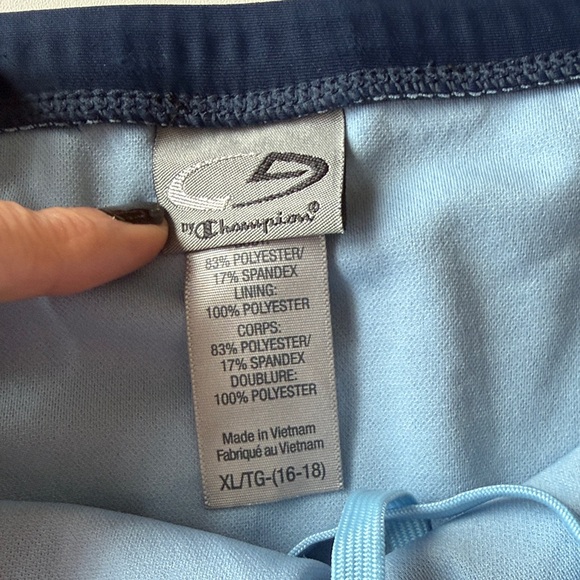 by Champion®
83% POLYESTER/
17% SPANDEX
LINING:
100% POLYESTER
CORPS:
83% POLYESTER/
17% SPANDEX
DOUBLURE:
100% POLYESTER
Made in Vietnam
Fabriqué au Vietnam
XL/TG-(16-18)